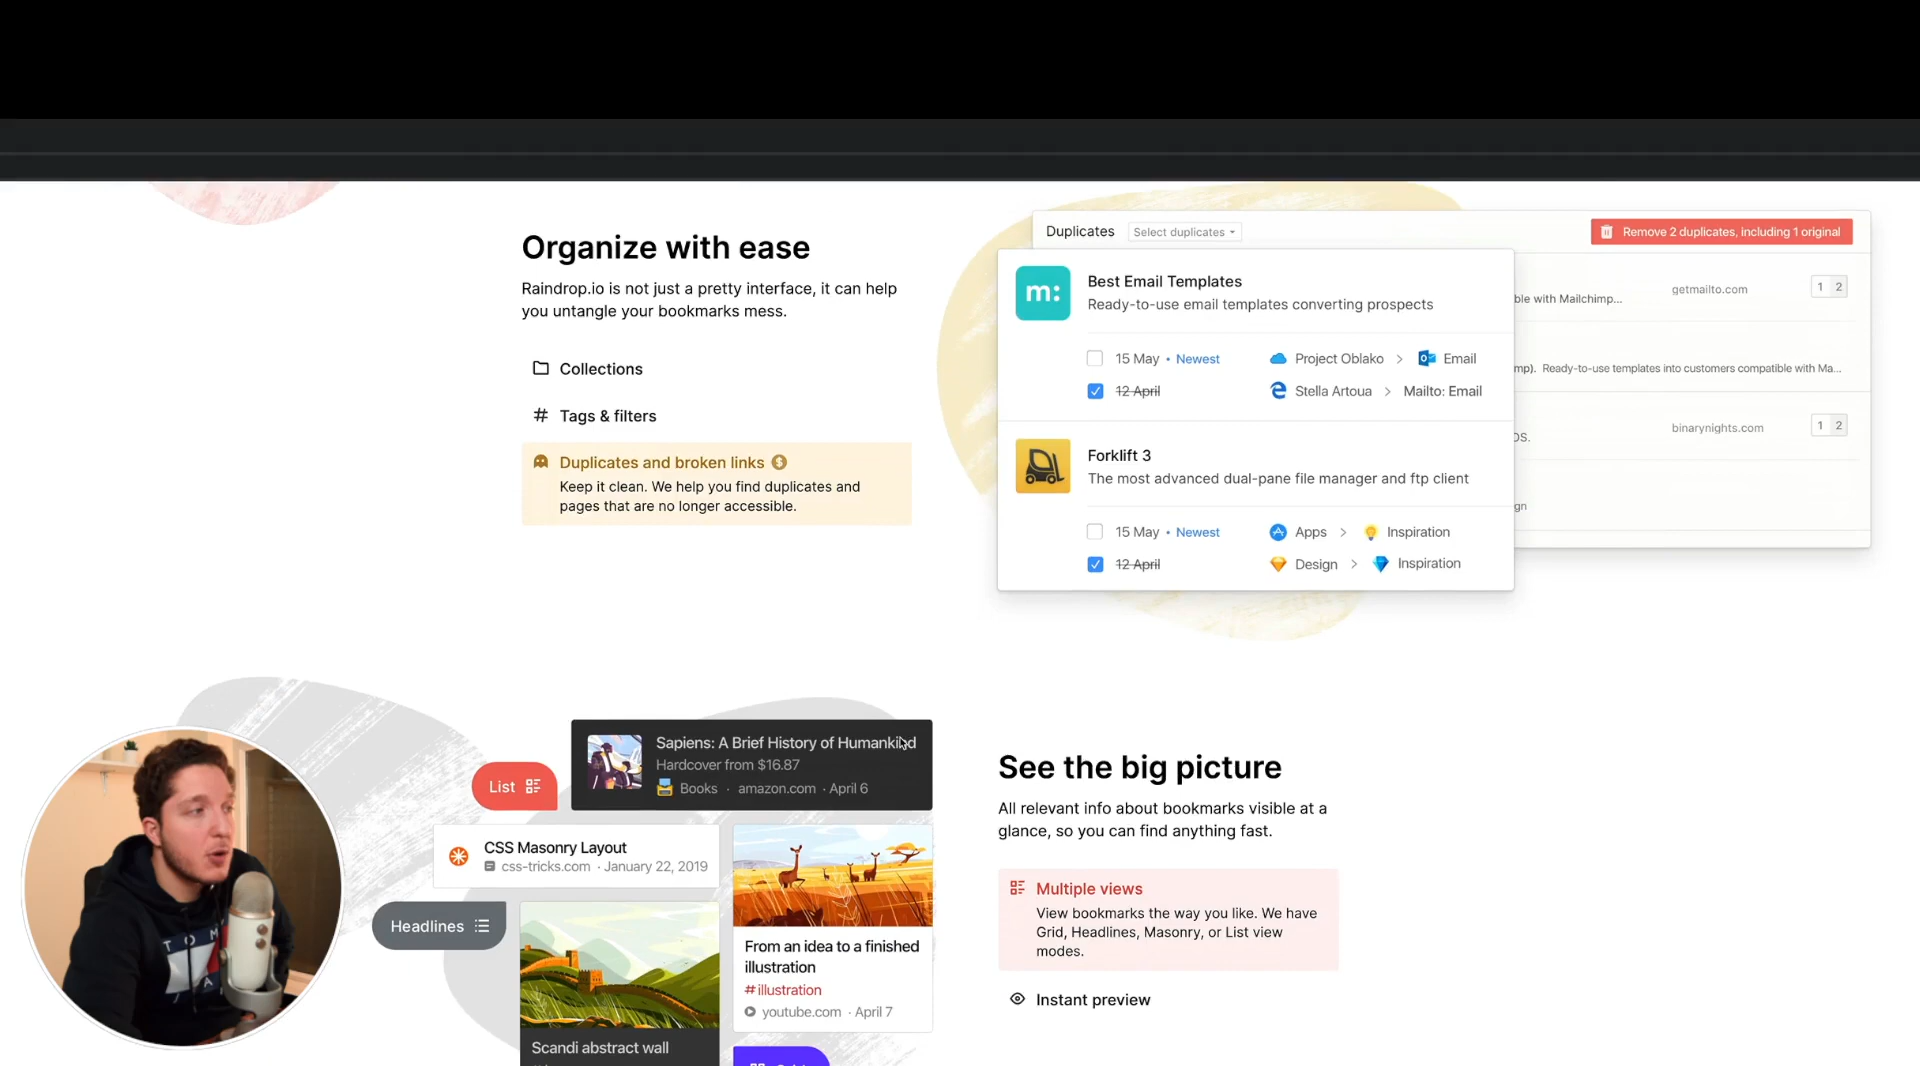 Organize with ease
Raindrop.io is not just a pretty interface, it can help
you untangle your bookmarks mess.
Collections
# Tags & filters
Duplicates and broken links $
Keep it clean. We help you find duplicates and
pages that are no longer accessible.
Duplicates
Select duplicates
Remove 2 duplicates, including 1 original
m:
Best Email Templates
Ready-to-use email templates converting prospects
15 May • Newest
Project Oblako > Email
12 April
Stella Artoua > Mailto: Email
Forklift 3
The most advanced dual-pane file manager and ftp client
15 May • Newest
Apps > Inspiration
12 April
Design > Inspiration
ble with Mailchimp...
getmailto.com
1 2
mp). Ready-to-use templates into customers compatible with Ma...
OS.
binarynights.com
1 2
gn
List
Sapiens: A Brief History of Humankind
Hardcover from $16.87
Books · amazon.com · April 6
CSS Masonry Layout
css-tricks.com · January 22, 2019
Headlines
From an idea to a finished
illustration
#illustration
youtube.com · April 7
Scandi abstract wall
TOM
See the big picture
All relevant info about bookmarks visible at a
glance, so you can find anything fast.
Multiple views
View bookmarks the way you like. We have
Grid, Headlines, Masonry, or List view
modes.
Instant preview